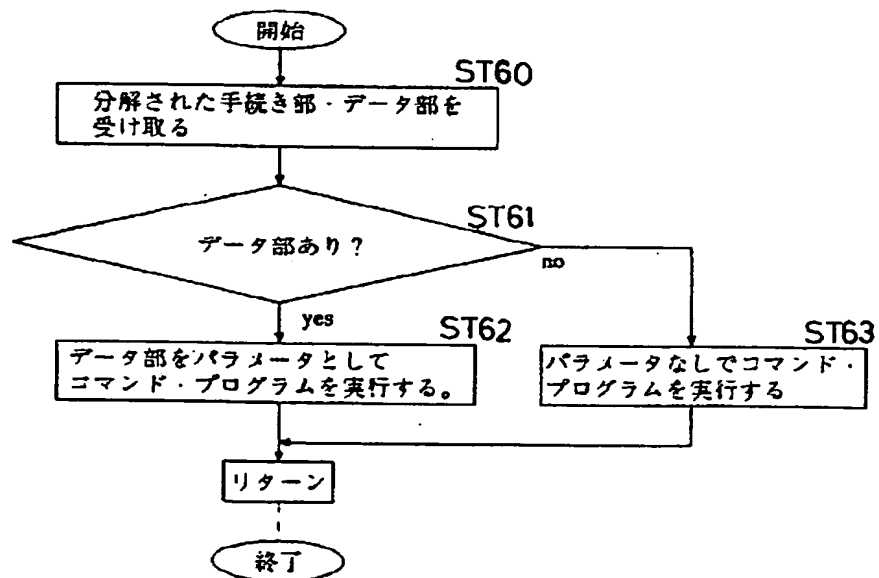 開始
ST60
分解された手続き部・データ部を
受け取る
ST61
データ部あり?
no
yes
ST62
データ部をパラメータとして
コマンド・プログラムを実行する。
ST63
パラメータなしでコマンド・
プログラムを実行する
リターン
終了